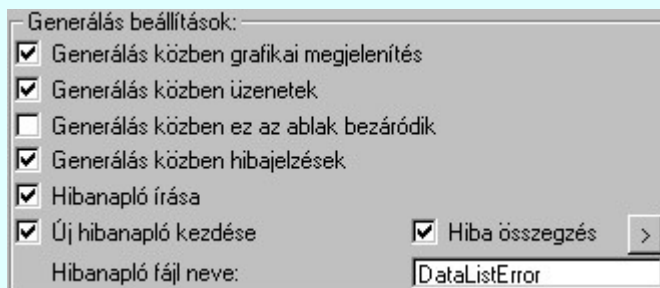 Generálás beállítások:
Generálás közben grafikai megjelenítés
Generálás közben üzenetek
Generálás közben ez az ablak bezáródik
Generálás közben hibajelzések
Hibanapló írása
Új hibanapló kezdése Hiba összegzés >
Hibanapló fájl neve: DataListError